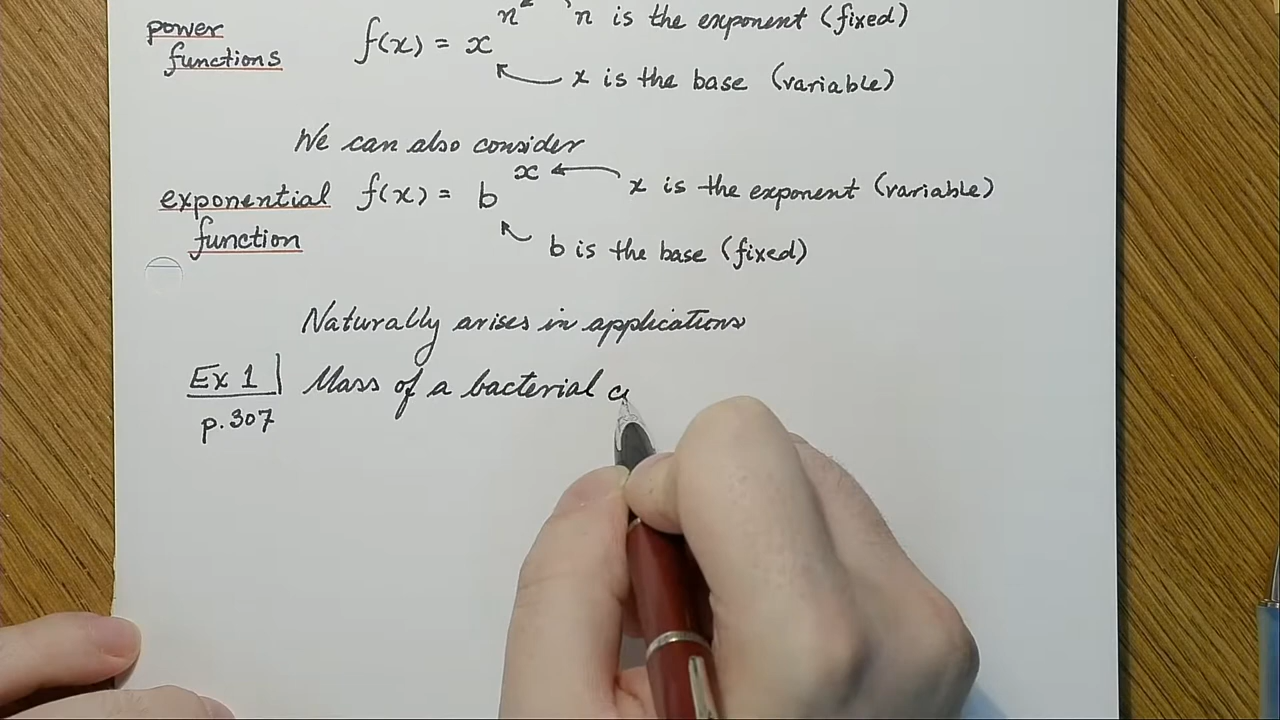 power n n is the exponent (fixed)
functions f(x) = x
x is the base (variable)
We can also consider
exponential f(x) = b^x x is the exponent (variable)
function
b is the base (fixed)
Naturally arises in applications
Ex 1 Mass of a bacterial
p.307